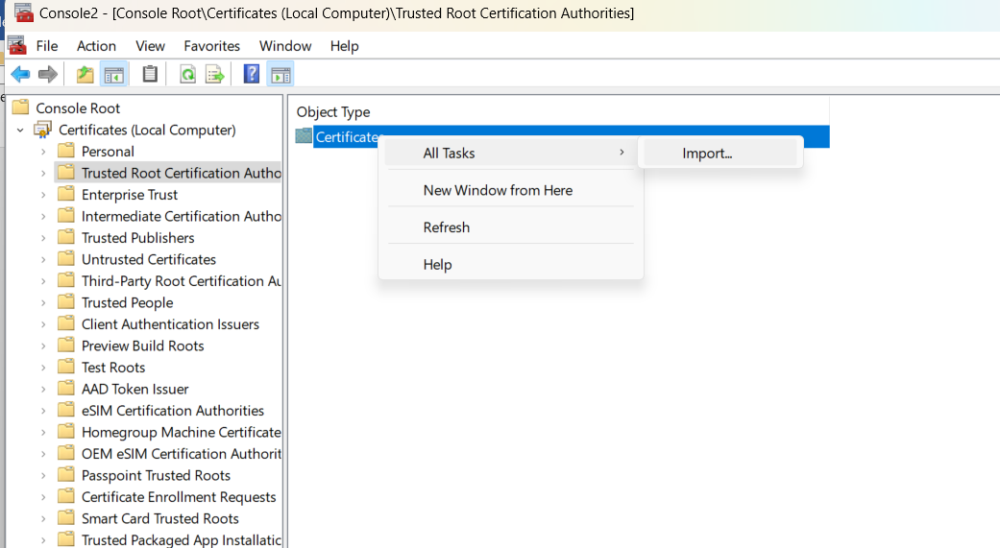 Console2 - [Console Root\Certificates (Local Computer)\Trusted Root Certification Authorities]
File Action View Favorites Window Help
Console Root
Certificates (Local Computer)
Personal
Trusted Root Certification Autho
Enterprise Trust
Intermediate Certification Autho
Trusted Publishers
Untrusted Certificates
Third-Party Root Certification Au
Trusted People
Client Authentication Issuers
Preview Build Roots
Test Roots
AAD Token Issuer
eSIM Certification Authorities
Homegroup Machine Certificate
OEM eSIM Certification Authorit
Passpoint Trusted Roots
Certificate Enrollment Requests
Smart Card Trusted Roots
Trusted Packaged App Installatic
Object Type
Certificates
All Tasks
Import...
New Window from Here
Refresh
Help